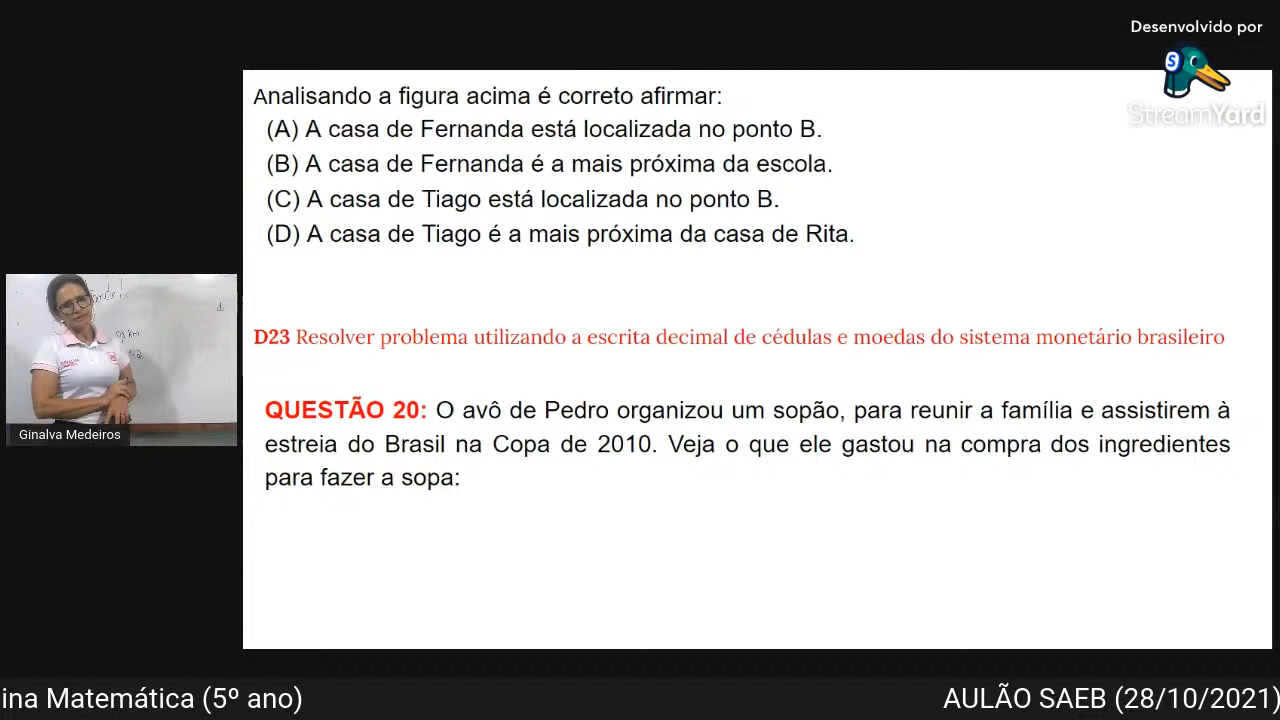 Desenvolvido por
S
StreamYard
Analisando a figura acima é correto afirmar:
(A) A casa de Fernanda está localizada no ponto B.
(B) A casa de Fernanda é a mais próxima da escola.
(C) A casa de Tiago está localizada no ponto B.
(D) A casa de Tiago é a mais próxima da casa de Rita.
D23 Resolver problema utilizando a escrita decimal de cédulas e moedas do sistema monetário brasileiro
QUESTÃO 20: O avô de Pedro organizou um sopão, para reunir a família e assistirem à
estreia do Brasil na Copa de 2010. Veja o que ele gastou na compra dos ingredientes
para fazer a sopa:
Ginalva Medeiros
ina Matemática (5º ano)
AULÃO SAEB (28/10/2021)